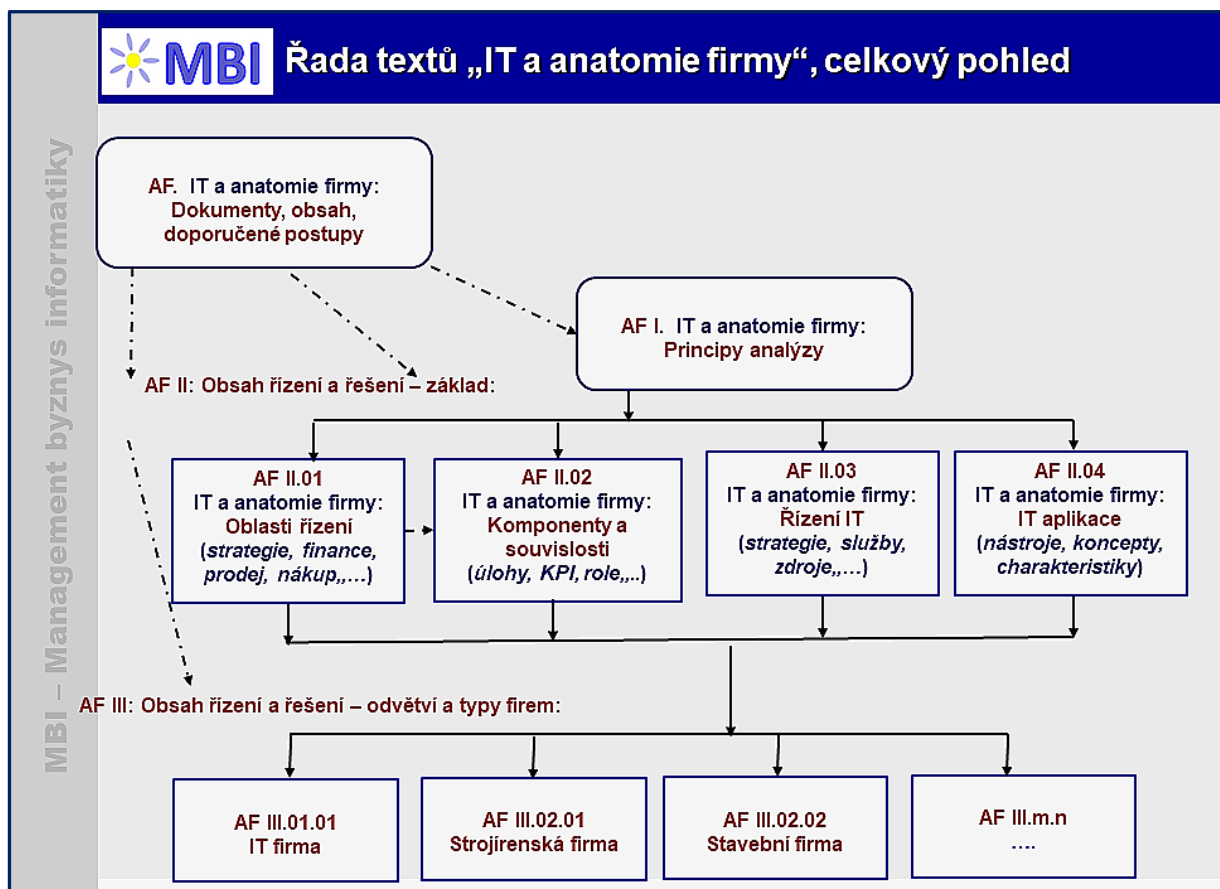 MBI
Řada textů „IT a anatomie firmy“, celkový pohled
MBI – Management byznys informatiky
AF. IT a anatomie firmy:
Dokumenty, obsah,
doporučené postupy
AF I. IT a anatomie firmy:
Principy analýzy
AF II: Obsah řízení a řešení – základ:
AF II.01
IT a anatomie firmy:
Oblasti řízení
(strategie, finance,
prodej, nákup,,…)
AF II.02
IT a anatomie firmy:
Komponenty a
souvislosti
(úlohy, KPI, role,,..)
AF II.03
IT a anatomie firmy:
Řízení IT
(strategie, služby,
zdroje,,…)
AF II.04
IT a anatomie firmy:
IT aplikace
(nástroje, koncepty,
charakteristiky)
AF III: Obsah řízení a řešení – odvětví a typy firem:
AF III.01.01
IT firma
AF III.02.01
Strojírenská firma
AF III.02.02
Stavební firma
AF III.m.n
….